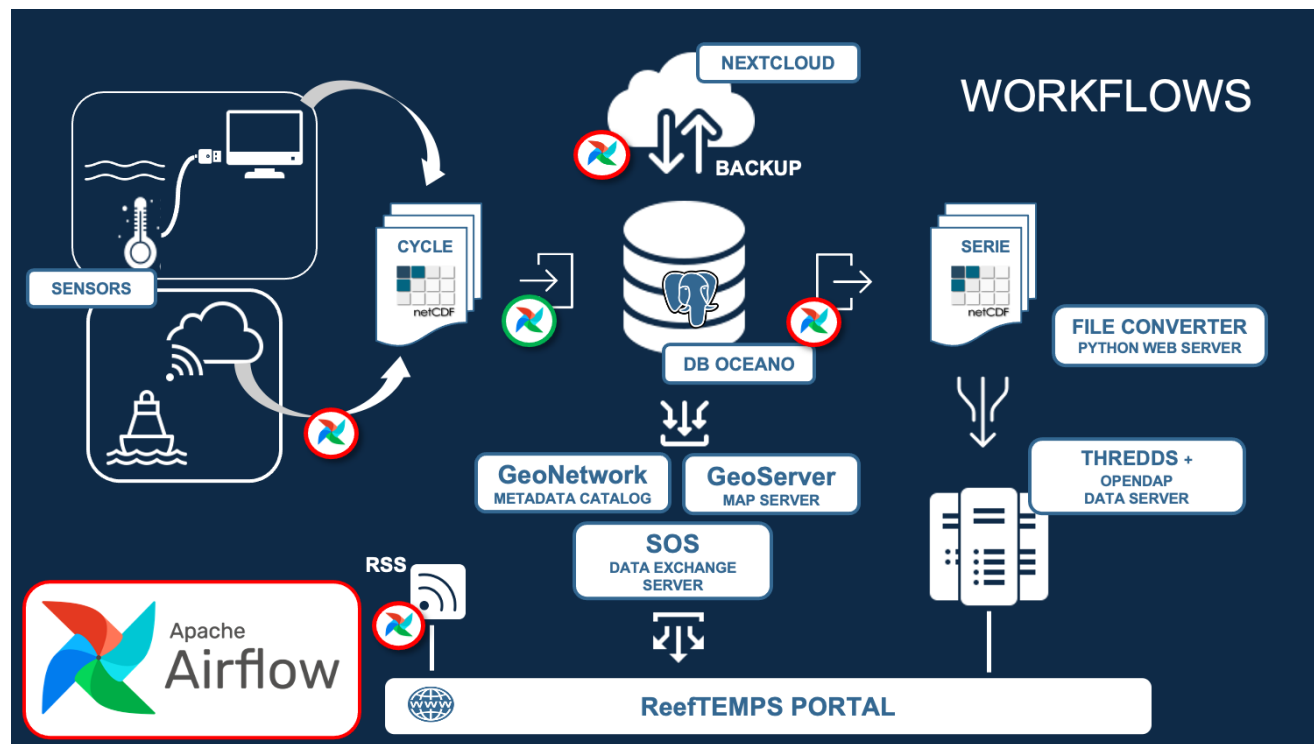 NEXTCLOUD
WORKFLOWS
BACKUP
CYCLE
netCDF
SERIE
netCDF
SENSORS
FILE CONVERTER
PYTHON WEB SERVER
DB OCEANO
GeoNetwork
METADATA CATALOG
GeoServer
MAP SERVER
THREDDS +
OPENDAP
DATA SERVER
SOS
DATA EXCHANGE
SERVER
RSS
Apache
Airflow
www
ReefTEMPS PORTAL